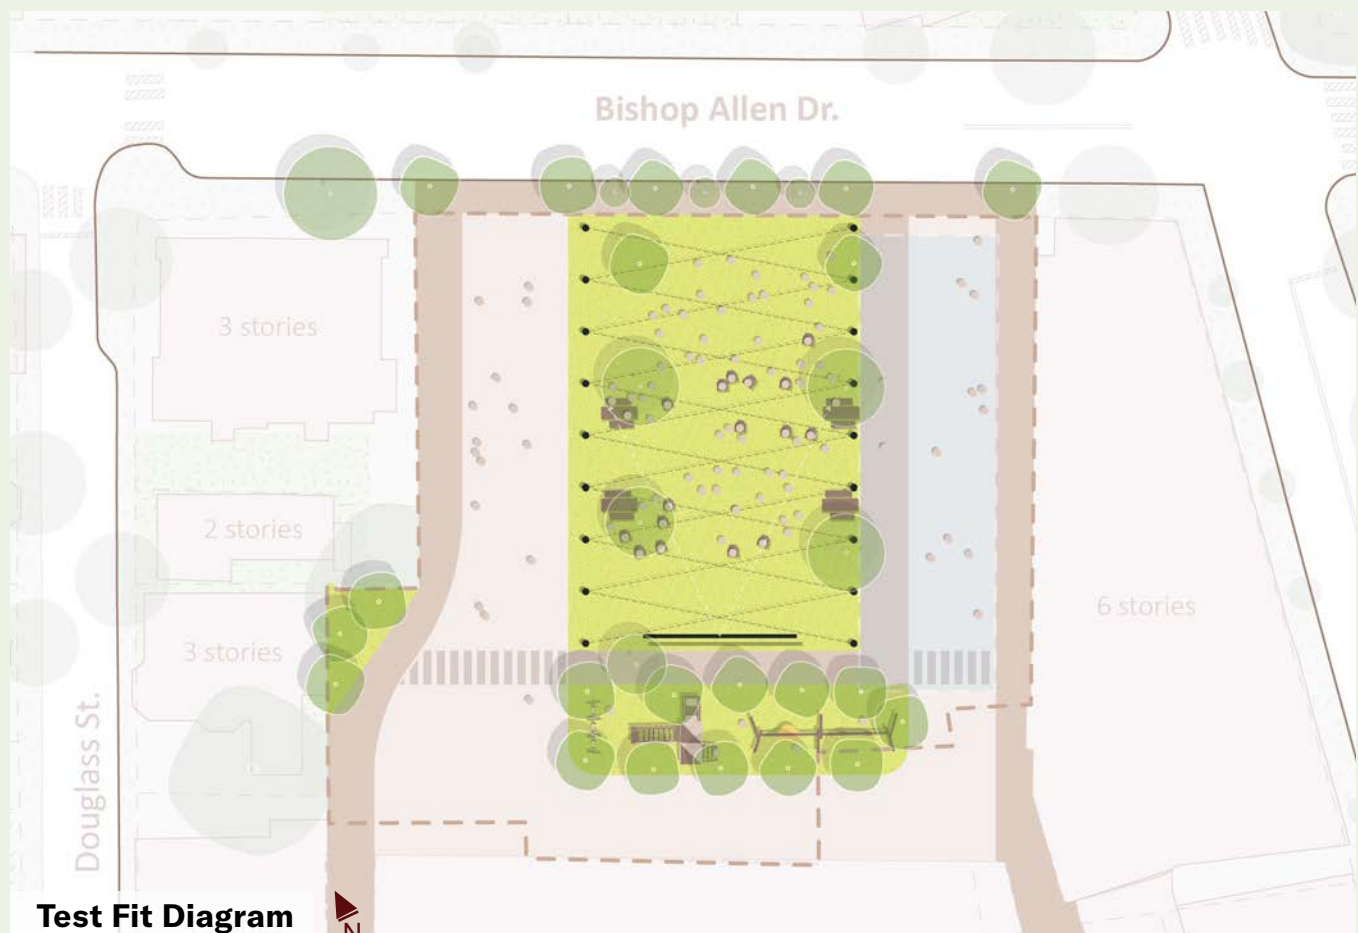 Bishop Allen Dr.
3 stories
2 stories
6 stories
3 stories
Douglass St.
Test Fit Diagram
N